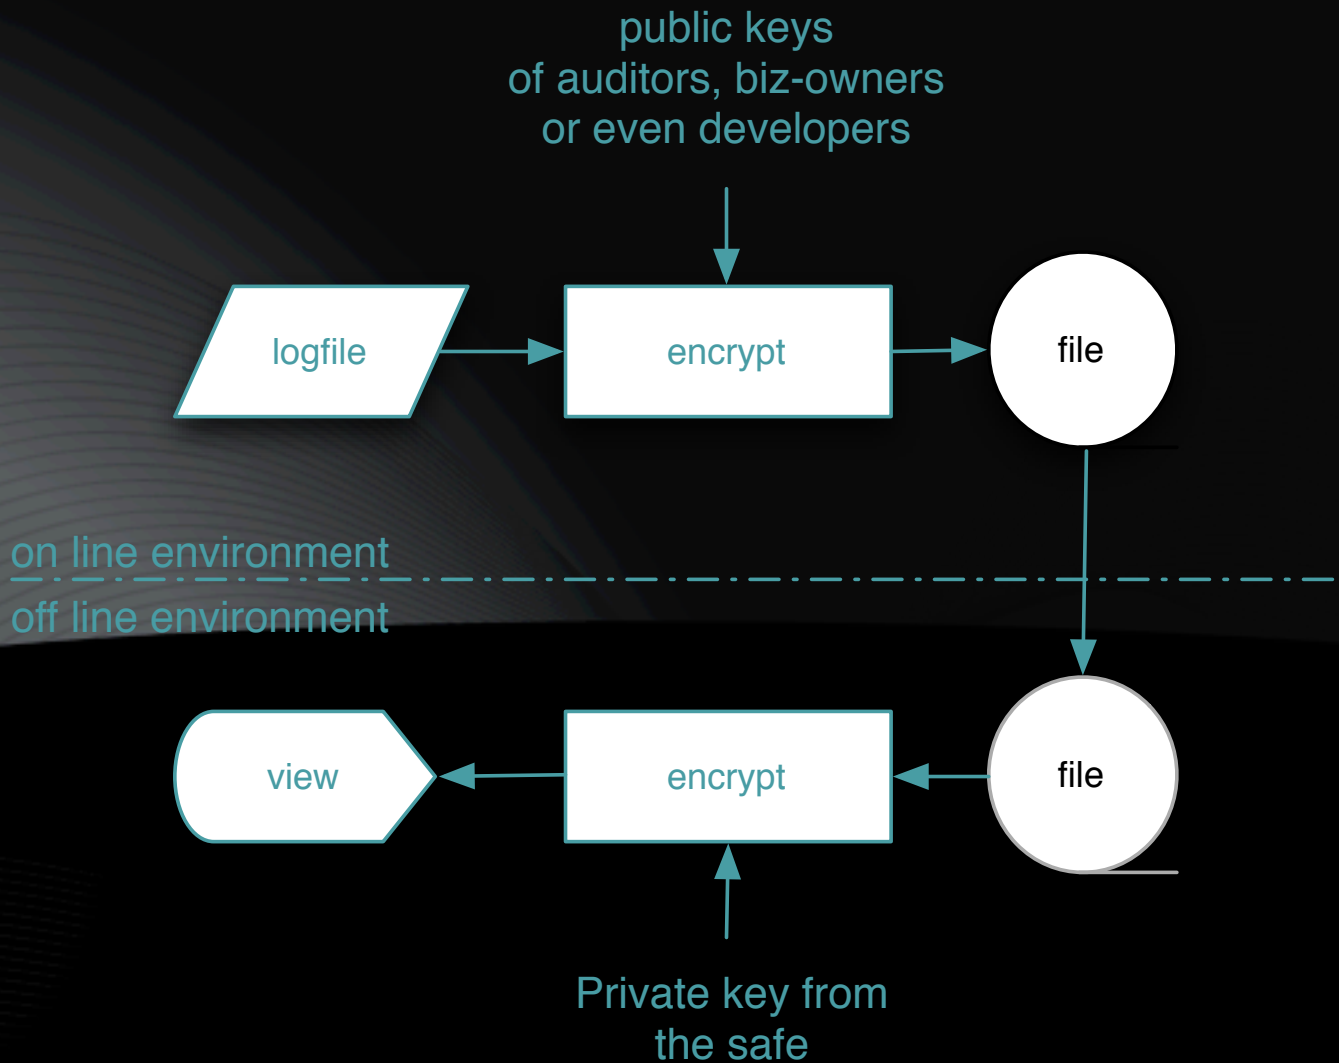 public keys
of auditors, biz-owners
or even developers
logfile
encrypt
file
on line environment
off line environment
view
encrypt
file
Private key from
the safe